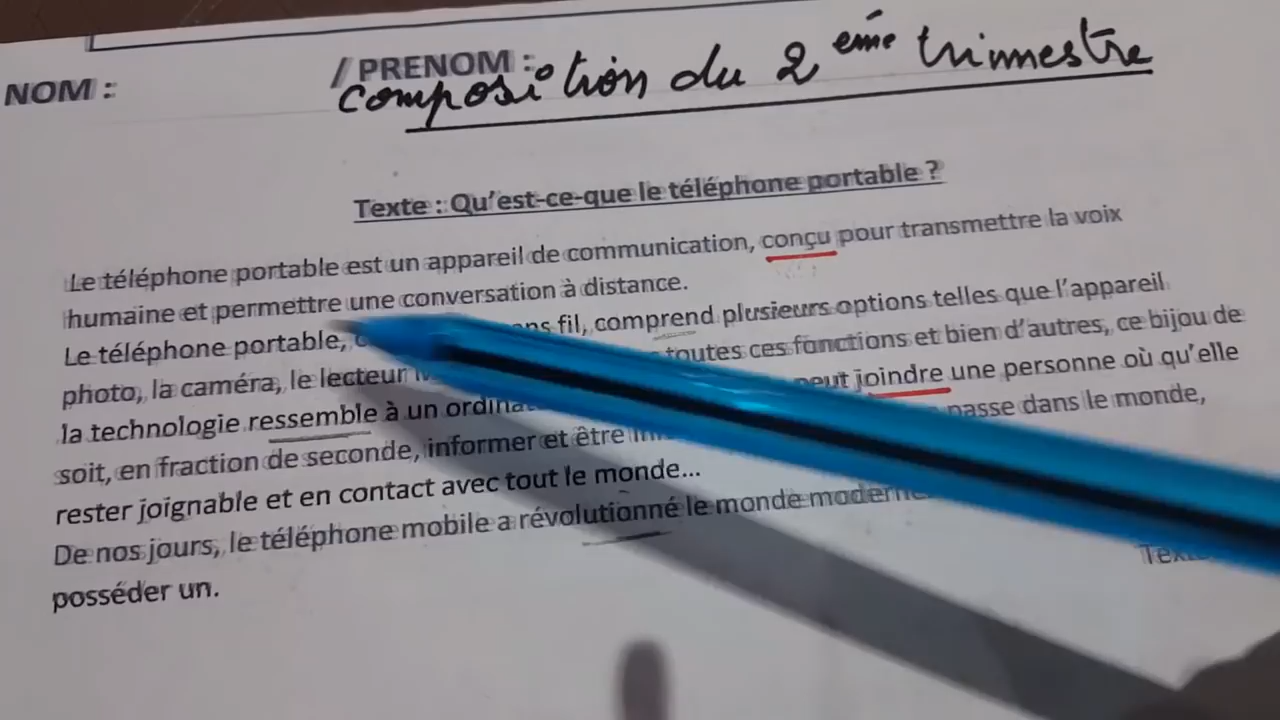 NOM :
/ PRENOM :
Composition du 2 ème trimestre
Texte : Qu'est-ce-que le téléphone portable ?
Le téléphone portable est un appareil de communication, conçu pour transmettre la voix
humaine et permettre une conversation à distance.
Le téléphone portable, fil, comprend plusieurs options telles que l'appareil
photo, la caméra, le lecteur toutes ces fonctions et bien d'autres, ce bijou de
la technologie ressemble à un peut joindre une personne où qu'elle
soit, en fraction de seconde, informer et être passe dans le monde,
rester joignable et en contact avec tout le monde...
De nos jours, le téléphone mobile a révolutionné le monde
posséder un.